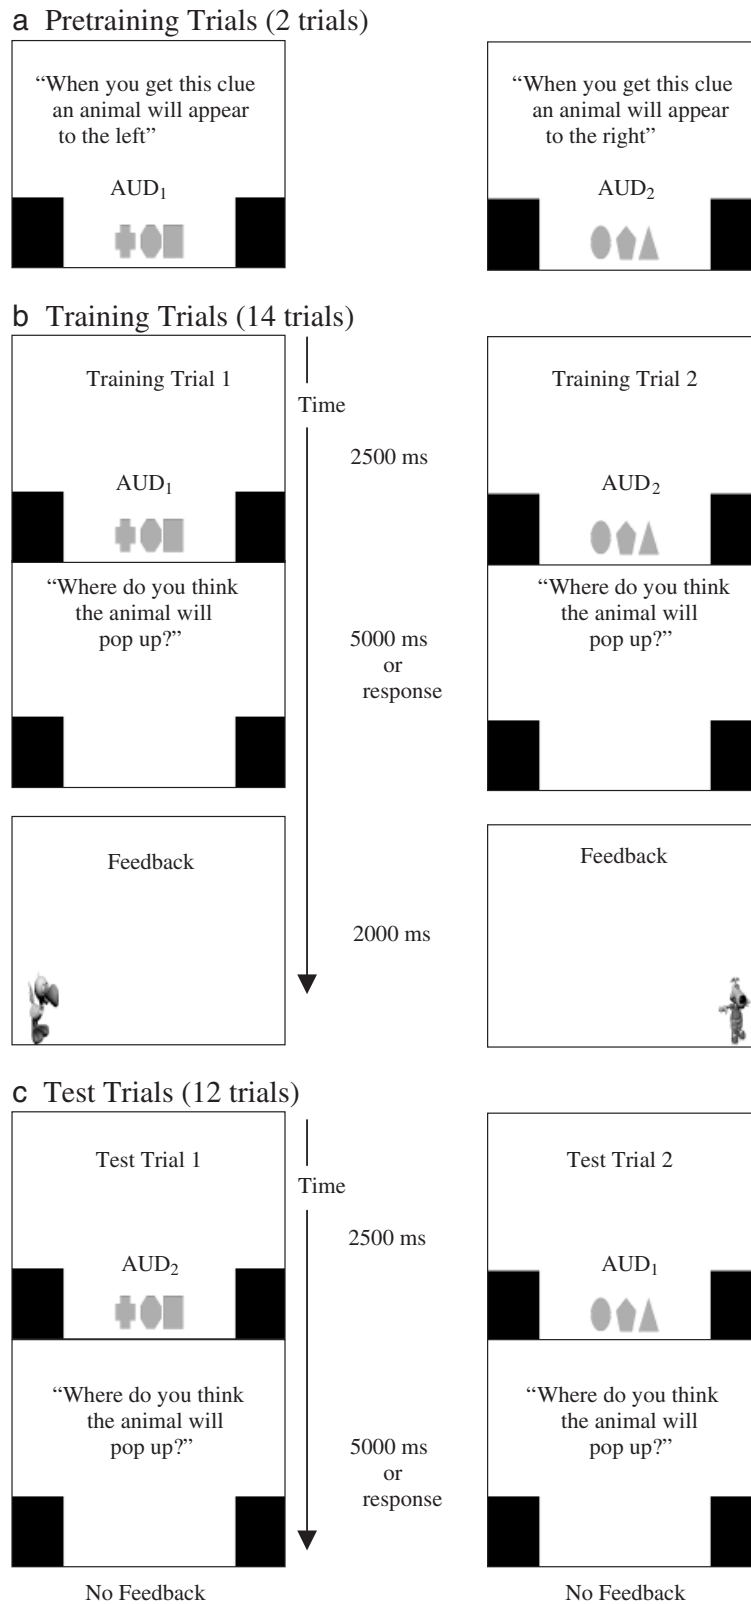 a Pretraining Trials (2 trials)
“When you get this clue
an animal will appear
to the left”
AUD₁
“When you get this clue
an animal will appear
to the right”
AUD₂
b Training Trials (14 trials)
Training Trial 1
AUD₁
“Where do you think
the animal will
pop up?”
Feedback
Time
2500 ms
5000 ms
or
response
2000 ms
Training Trial 2
AUD₂
“Where do you think
the animal will
pop up?”
Feedback
c Test Trials (12 trials)
Test Trial 1
AUD₂
“Where do you think
the animal will
pop up?”
No Feedback
Time
2500 ms
5000 ms
or
response
Test Trial 2
AUD₁
“Where do you think
the animal will
pop up?”
No Feedback